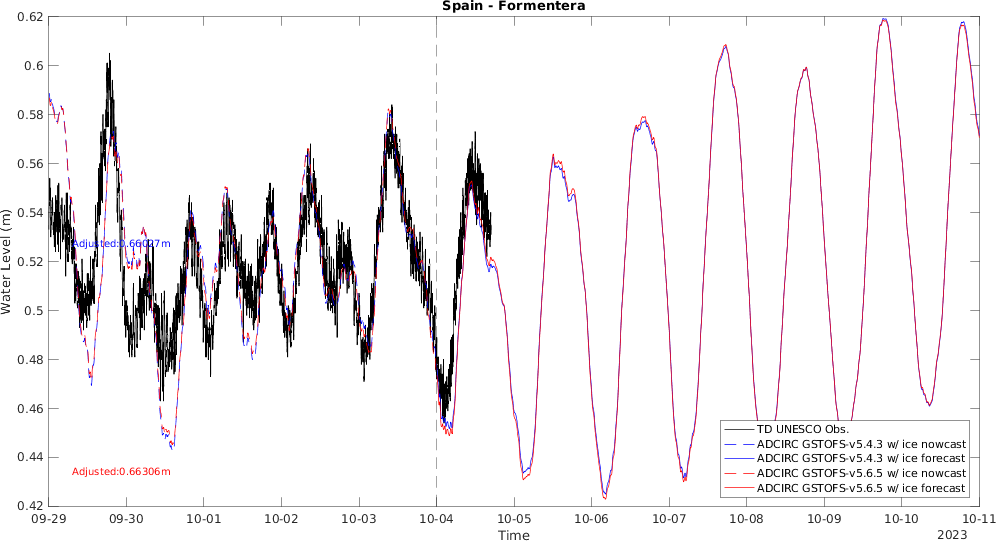 Spain - Formentera
0.62
0.6
0.58
0.56
0.54
0.52
0.5
0.48
0.46
0.44
0.42
Water Level (m)
Adjusted:0.66027m
Adjusted:0.66306m
TD UNESCO Obs.
ADCIRC GSTOFS-v5.4.3 w/ ice nowcast
ADCIRC GSTOFS-v5.4.3 w/ ice forecast
ADCIRC GSTOFS-v5.6.5 w/ ice nowcast
ADCIRC GSTOFS-v5.6.5 w/ ice forecast
09-29 09-30 10-01 10-02 10-03 10-04 10-05 10-06 10-07 10-08 10-09 10-10 10-11
Time
2023